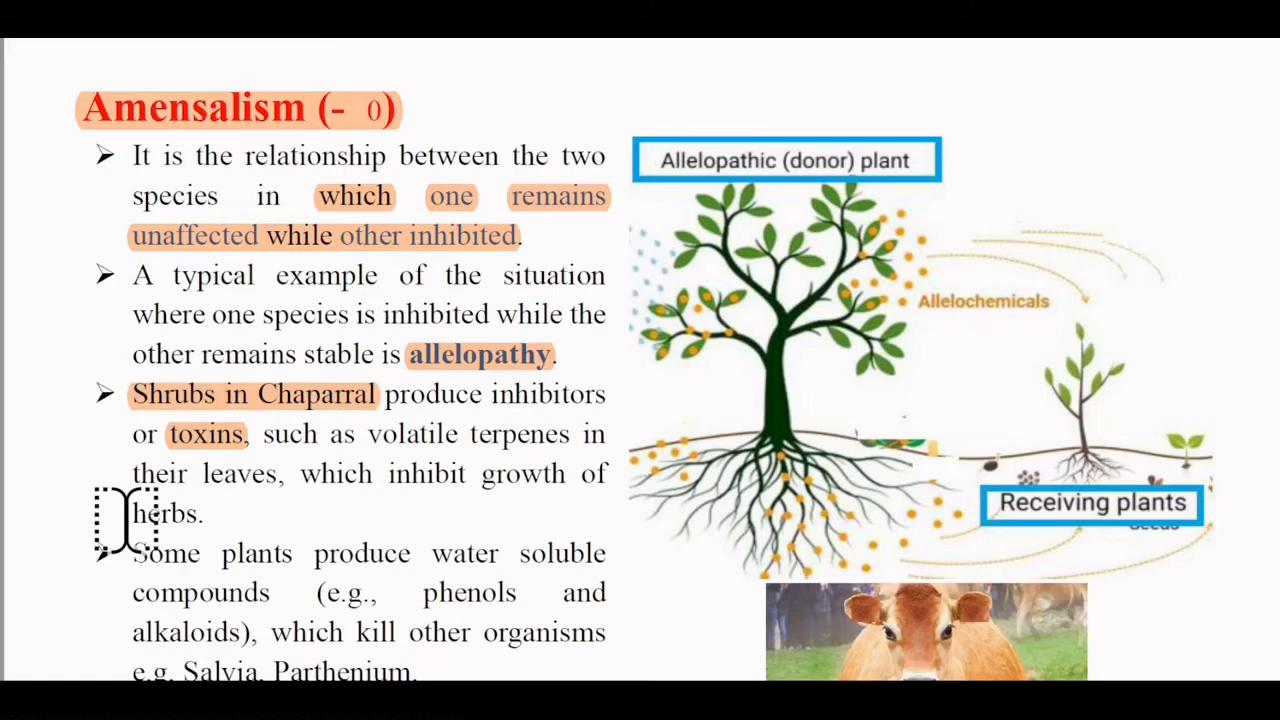 Amensalism (- 0)
➢ It is the relationship between the two
species in which one remains
unaffected while other inhibited.
➢ A typical example of the situation
where one species is inhibited while the
other remains stable is allelopathy.
➢ Shrubs in Chaparral produce inhibitors
or toxins, such as volatile terpenes in
their leaves, which inhibit growth of
herbs.
➢ Some plants produce water soluble
compounds (e.g., phenols and
alkaloids), which kill other organisms
e.g. Salvia, Parthenium.
Allelopathic (donor) plant
Allelochemicals
Receiving plants
Seeds